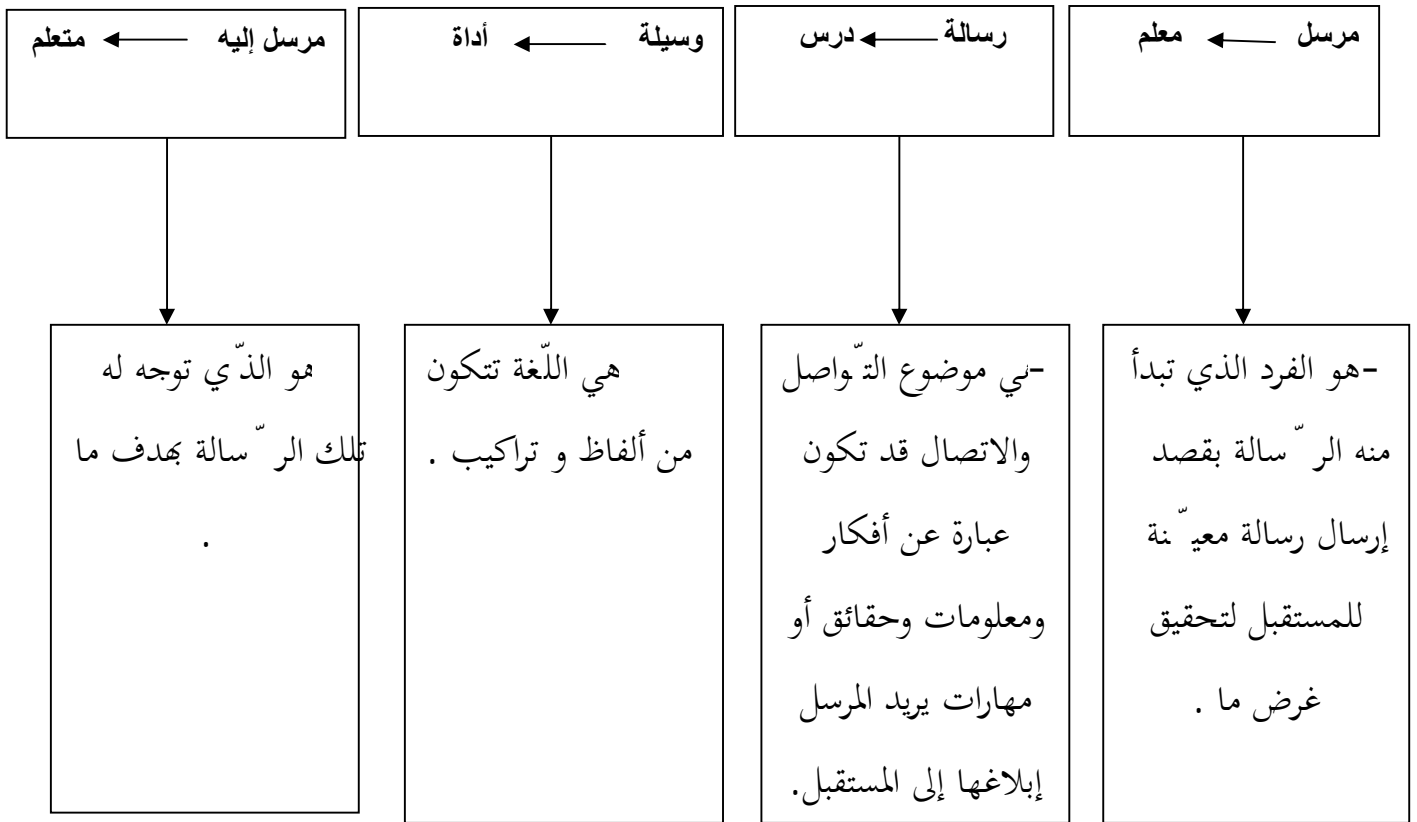 مرسل ← معلم
رسالة ← درس
وسيلة ← أداة
مرسل إليه ← متعلم
-هو الفرد الذي تبدأ
منه الرّسالة بقصد
إرسال رسالة معيّنة
للمستقبل لتحقيق
غرض ما .
-هي موضوع التّواصل
والاتصال قد تكون
عبارة عن أفكار
ومعلومات وحقائق أو
مهارات يريد المرسل
إبلاغها إلى المستقبل.
هي اللّغة تتكون
من ألفاظ و تراكيب .
هو الذّي توجه له
تلك الرّسالة بهدف ما
.